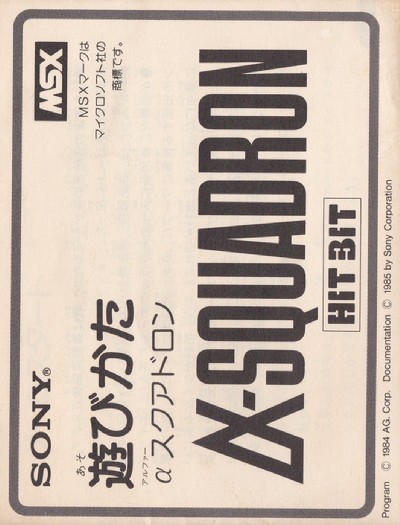 SONY®
MSX
MSXマークは
マイクロソフト社の
商標です。
あそ
遊びかた
アルファー
αスクアドロン
α-SQUADRON
HIT BIT
Program © 1984 AG. Corp. Documentation © 1985 by Sony Corporation